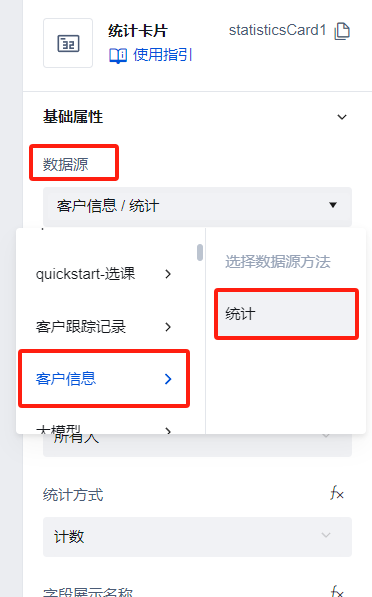 统计卡片
statisticsCard1
使用指引
基础属性
数据源
客户信息 / 统计
quickstart-选课
选择数据源方法
统计
客户跟踪记录
客户信息
大模型
所有人
统计方式
fx
计数
字段展示名称
fx